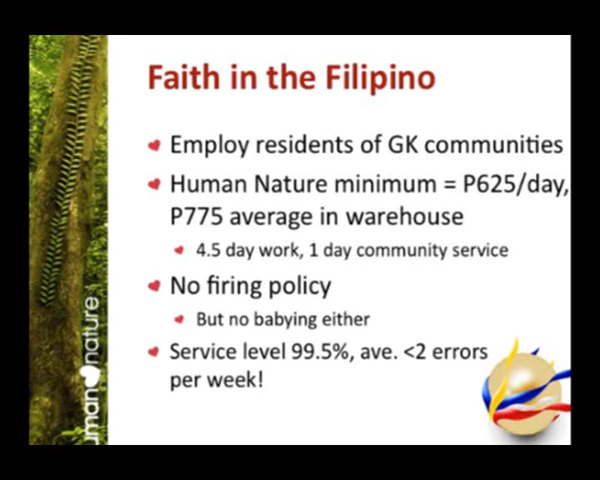 Faith in the Filipino
Employ residents of GK communities
Human Nature minimum = P625/day,
P775 average in warehouse
4.5 day work, 1 day community service
No firing policy
But no babying either
Service level 99.5%, ave. <2 errors
per week!
uman nature